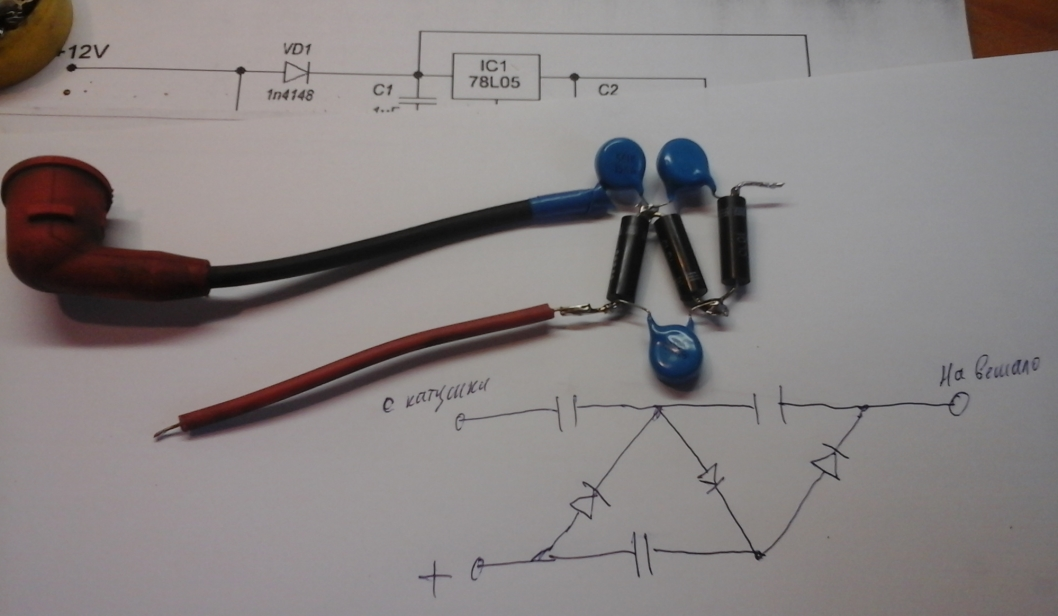 +12V
VD1
1n4148
C1
IC1
78L05
C2
с катушки
На вешало
+